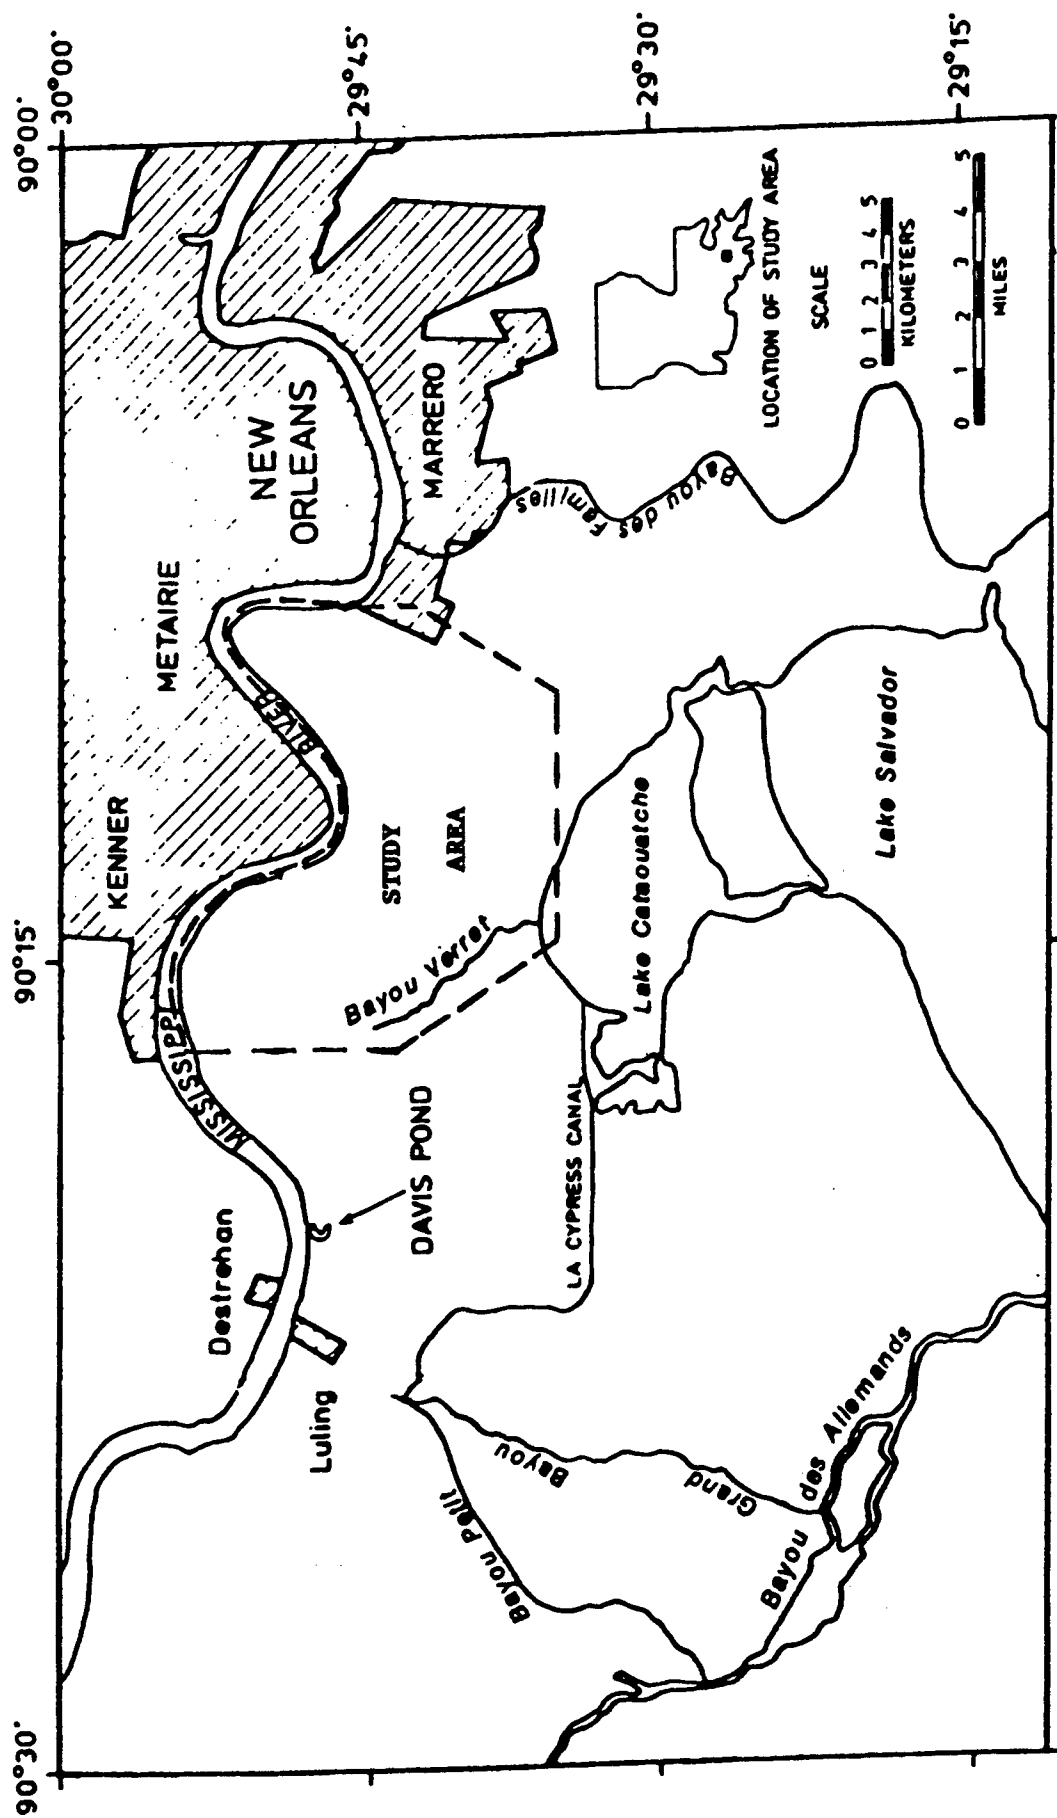 90°30'
90°15'
90°00'
30°00'
29°45'
29°30'
29°15'
KENNER
METAIRIE
NEW
ORLEANS
MARRERO
MISSISSIPPI
RIVER
Destrehan
Luling
DAVIS POND
STUDY
AREA
Bayou Verret
Bayou des Familles
Bayou Petit
Bayou
Grand
LA CYPRESS CANAL
Lake Cataouatche
Lake Salvador
Bayou
des Allemands
LOCATION OF STUDY AREA
SCALE
0 1 2 3 4 5
KILOMETERS
0 1 2 3 4 5
MILES